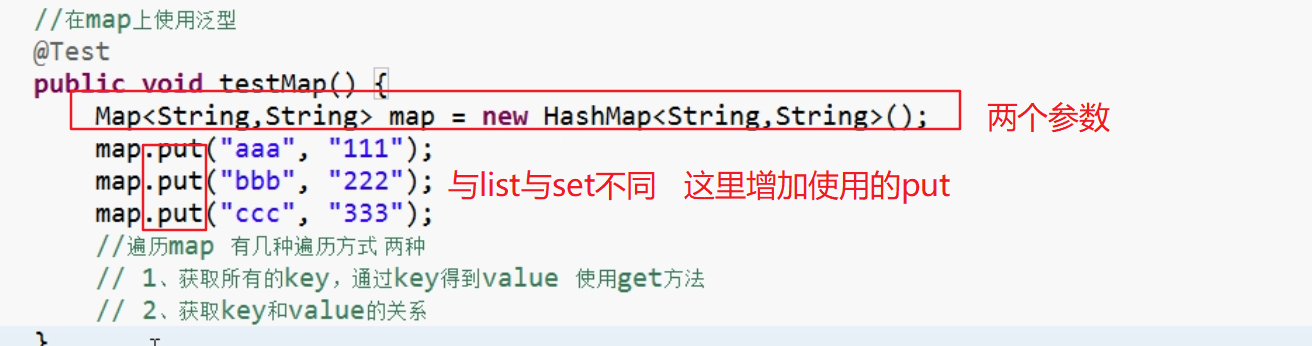 //在map上使用泛型
@Test
public void testMap() {
Map<String,String> map = new HashMap<String,String>();
两个参数
map.put("aaa", "111");
map.put("bbb", "222");
与list与set不同 这里增加使用的put
map.put("ccc", "333");
//遍历map 有几种遍历方式 两种
// 1、获取所有的key，通过key得到value 使用get方法
// 2、获取key和value的关系
}